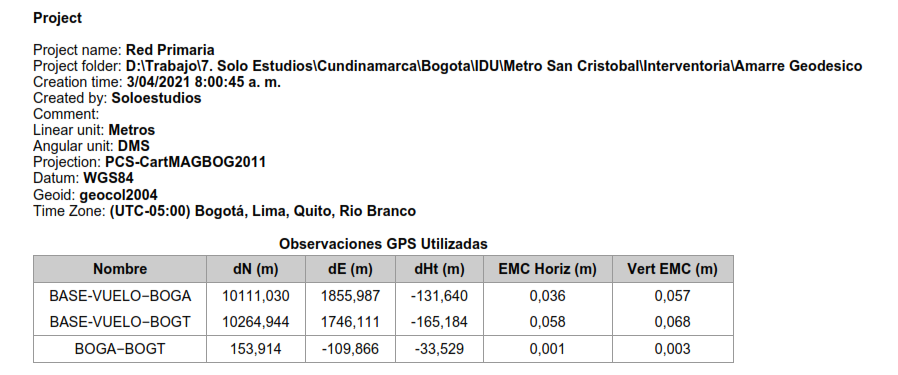 Project
Project name: Red Primaria
Project folder: D:\Trabajo\7. Solo Estudios\Cundinamarca\Bogota\IDU\Metro San Cristobal\Interventoria\Amarre Geodesico
Creation time: 3/04/2021 8:00:45 a. m.
Created by: Soloestudios
Comment:
Linear unit: Metros
Angular unit: DMS
Projection: PCS-CartMAGBOG2011
Datum: WGS84
Geoid: geocol2004
Time Zone: (UTC-05:00) Bogotá, Lima, Quito, Rio Branco
Observaciones GPS Utilizadas
Nombre dN (m) dE (m) dHt (m) EMC Horiz (m) Vert EMC (m)
BASE-VUELO−BOGA 10111,030 1855,987 -131,640 0,036 0,057
BASE-VUELO−BOGT 10264,944 1746,111 -165,184 0,058 0,068
BOGA−BOGT 153,914 -109,866 -33,529 0,001 0,003